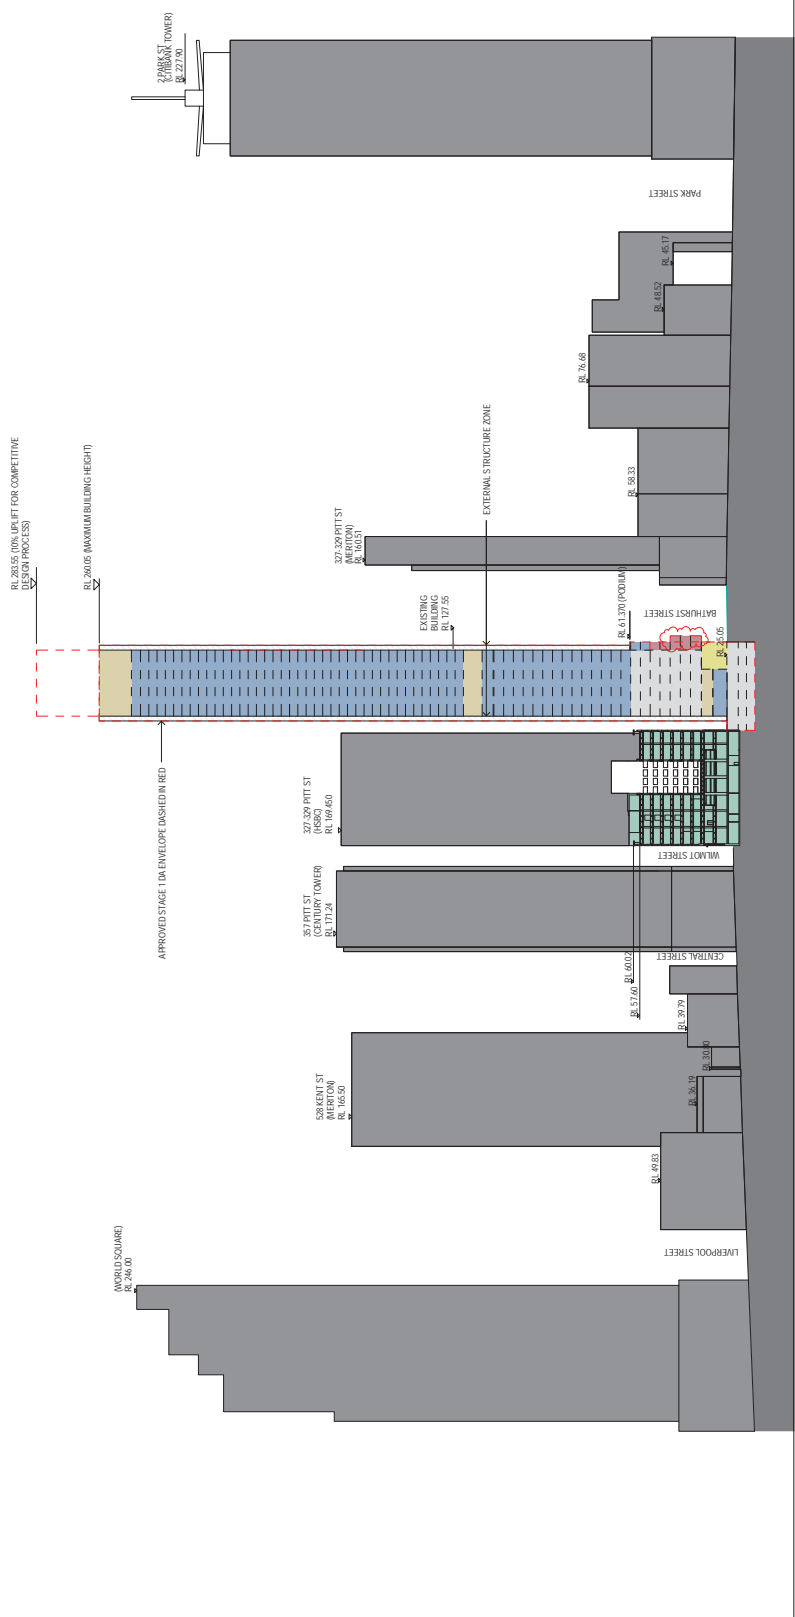 2 PARK ST
(CITIBANK TOWER)
RL 227.90
PARK STREET
RL 45.17
RL 48.52
RL 76.68
RL 58.33
EXTERNAL STRUCTURE ZONE
RL 283.55 (10% UPLIFT FOR COMPETITIVE
DESIGN PROCESS)
RL 260.05 (MAXIMUM BUILDING HEIGHT)
327-329 PITT ST
(MERITON)
RL 160.51
EXISTING
BUILDING
RL 127.55
RL 61.370 (PODIUM)
BATHURST STREET
RL 25.05
APPROVED STAGE 1 DA ENVELOPE DASHED IN RED
327-329 PITT ST
(HSBC)
RL 169.450
WILMOT STREET
357 PITT ST
(CENTURY TOWER)
RL 171.24
CENTRAL STREET
RL 60.02
RL 57.60
RL 39.79
RL 30.80
RL 36.19
528 KENT ST
(MERITON)
RL 165.50
RL 49.83
LIVERPOOL STREET
(WORLD SQUARE)
RL 246.00